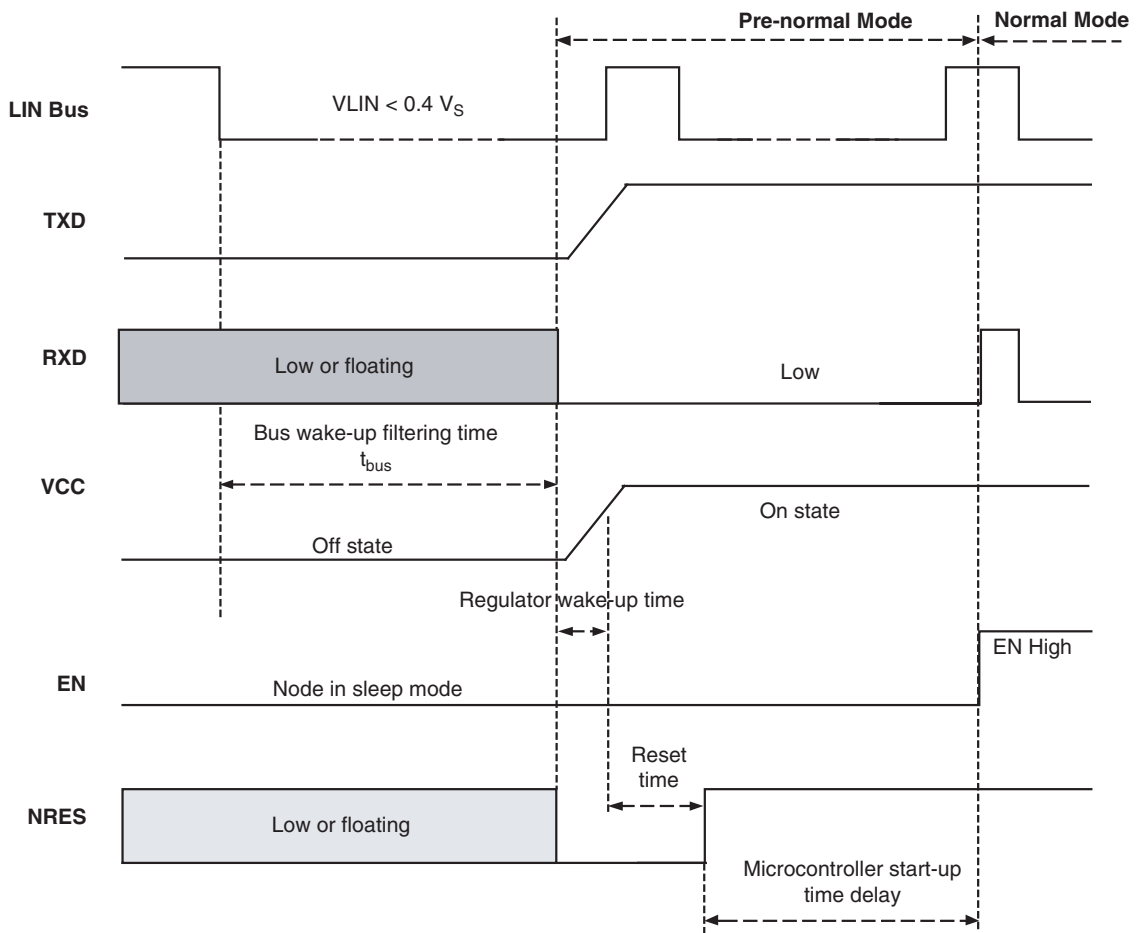 Pre-normal Mode
Normal Mode
LIN Bus
VLIN < 0.4 VS
TXD
RXD
Low or floating
Low
Bus wake-up filtering time
tbus
VCC
Off state
On state
Regulator wake-up time
EN
Node in sleep mode
EN High
Reset
time
NRES
Low or floating
Microcontroller start-up
time delay